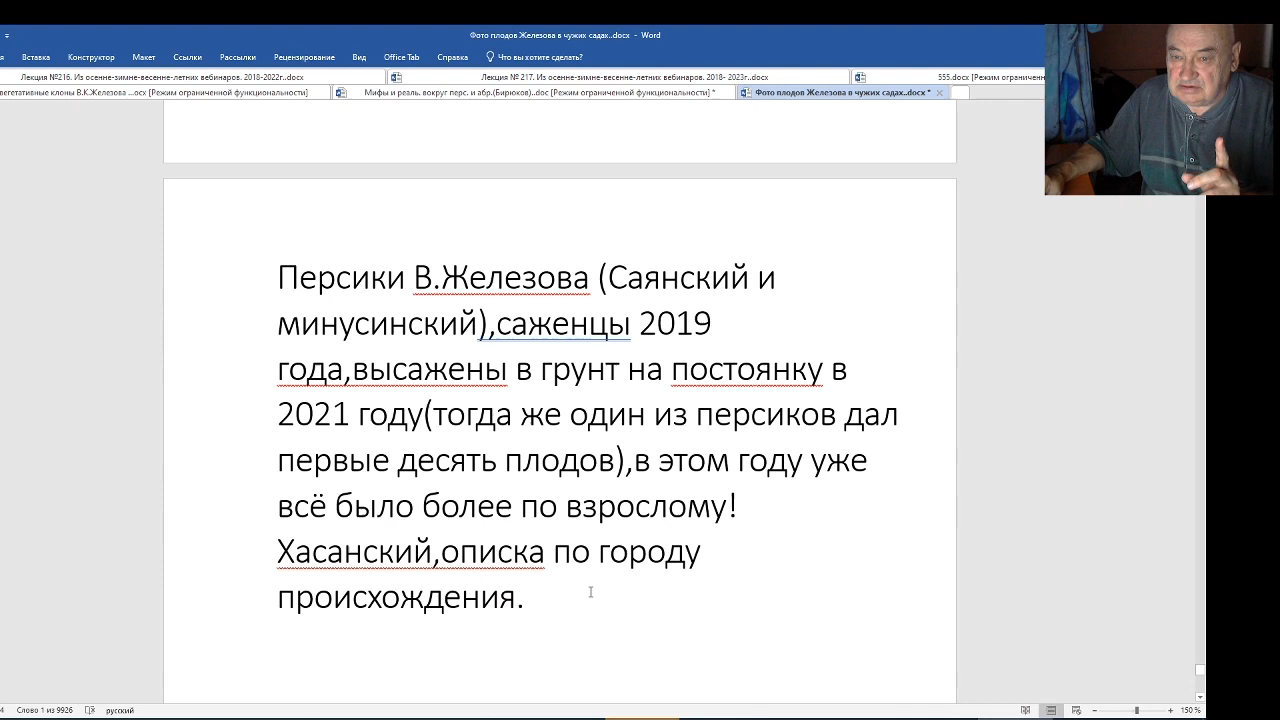 Фото плодов Железова в чужих садах..docx - Word
Вставка Конструктор Макет Ссылки Рассылки Рецензирование Вид Office Tab Справка Что вы хотите сделать?
Лекция №216. Из осенне-зимне-весенне-летних вебинаров. 2018-2022г..docx Лекция № 217. Из осенне-зимне-весенне-летних вебинаров. 2018- 2023г..docx 555.docx [Режим ограниченн
вегетативные клоны В.К.Железова ...ocx [Режим ограниченной функциональности] Мифы и реаль. вокруг перс. и абр.(Бирюков)..doc [Режим ограниченной функциональности] * Фото плодов Железова в чужих садах..docx *
Персики В.Железова (Саянский и
минусинский),саженцы 2019
года,высажены в грунт на постоянку в
2021 году(тогда же один из персиков дал
первые десять плодов),в этом году уже
всё было более по взрослому!
Хасанский,описка по городу
происхождения.
4 Слово 1 из 9926 русский 150 %